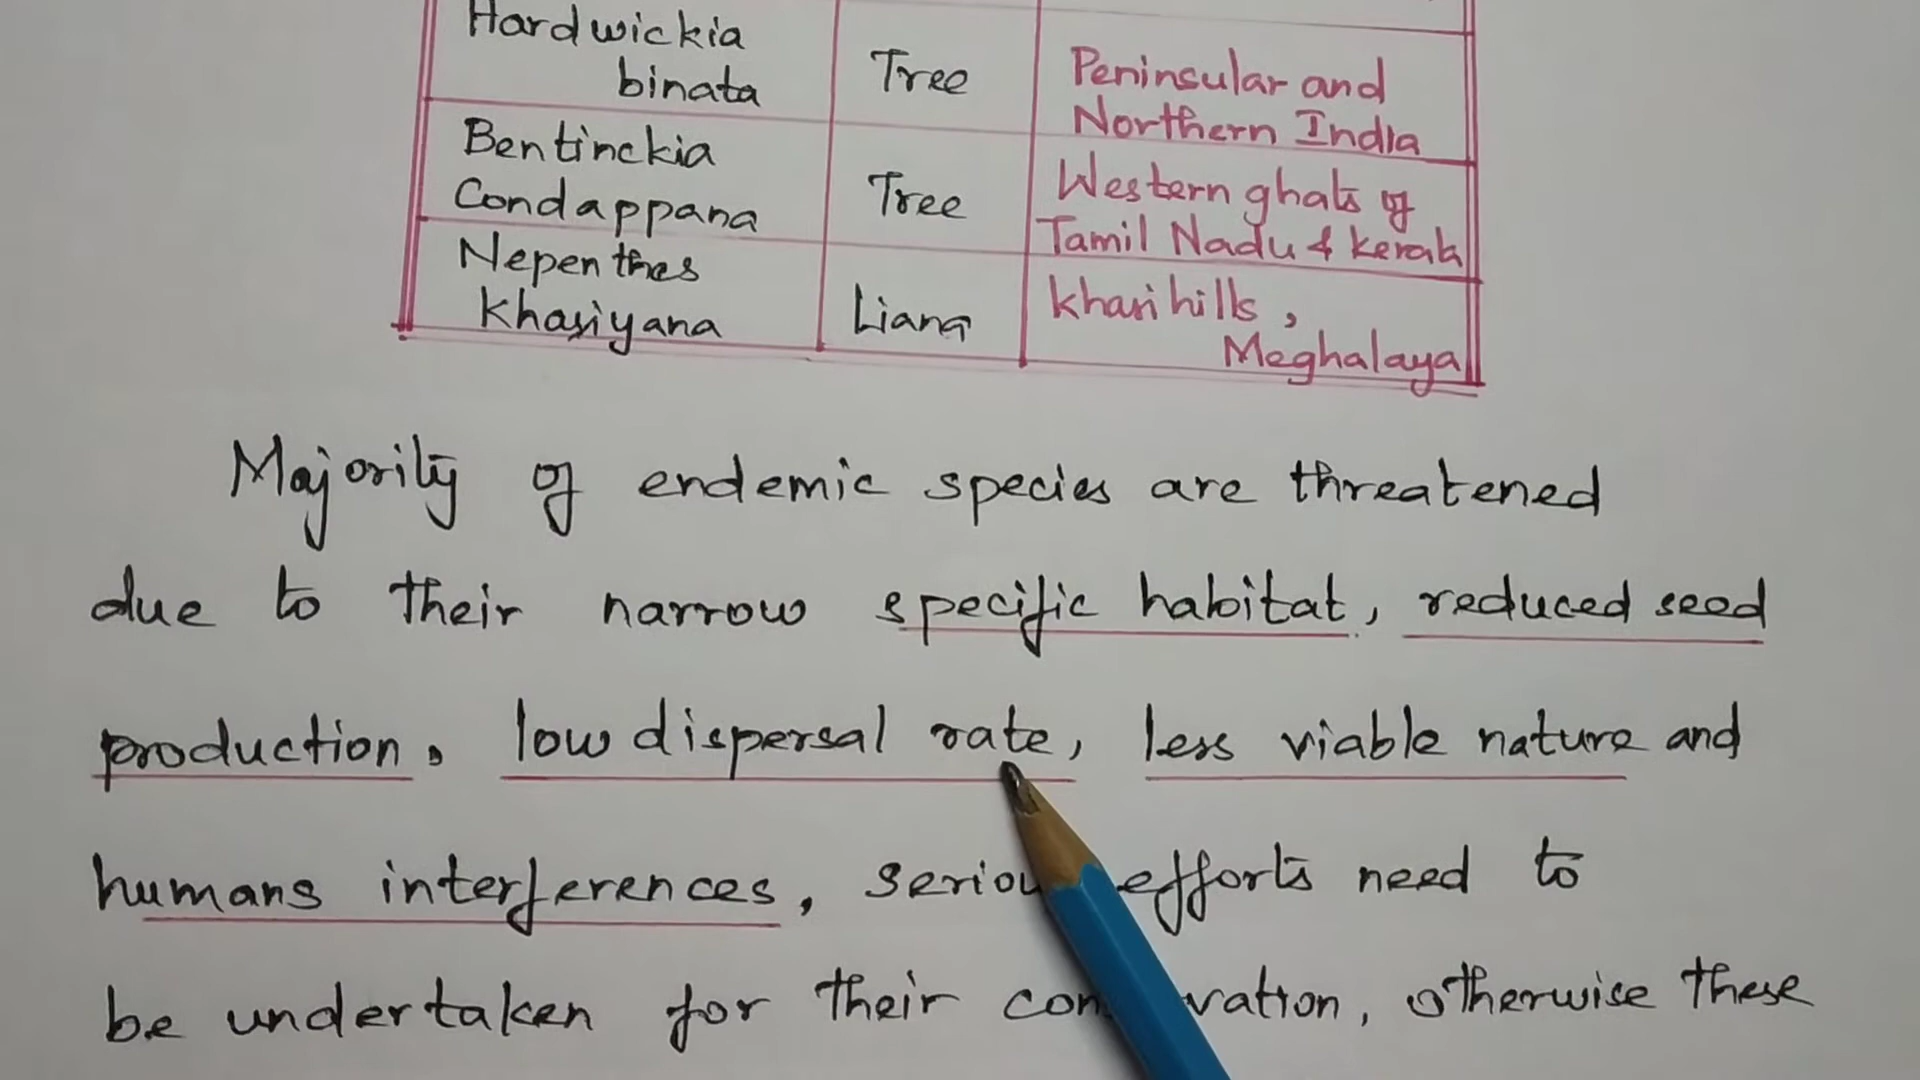 Hardwickia
binata
Tree
Peninsular and
Northern India
Bentinckia
Condappana
Tree
Western ghats of
Tamil Nadu & kerala
Nepenthes
Khasiyana
Liana
khasi hills ,
Meghalaya
Majority of endemic species are threatened
due to their narrow specific habitat, reduced seed
production, low dispersal rate, less viable nature and
humans interferences, efforts need to
be undertaken for their otherwise these